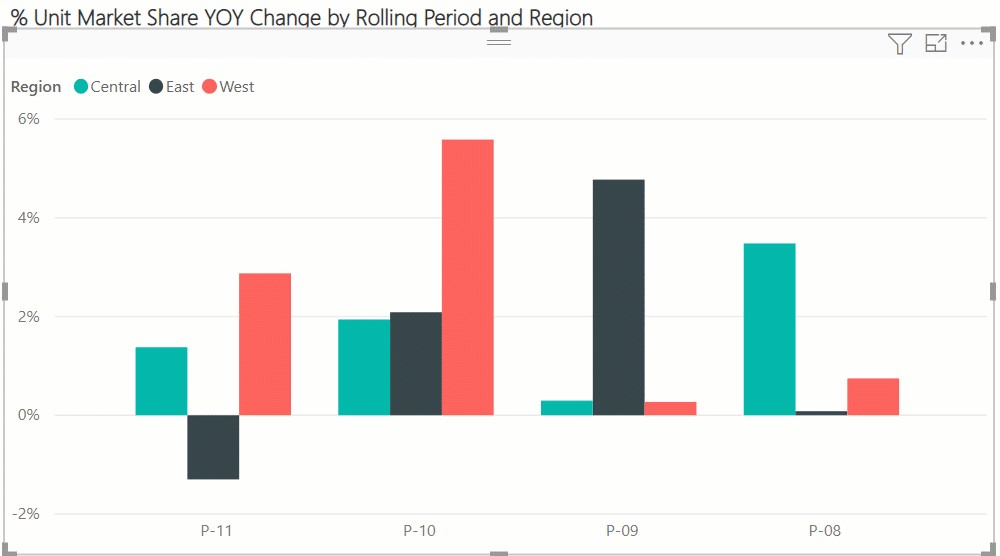 % Unit Market Share YOY Change by Rolling Period and Region
Region Central East West
6%
4%
2%
0%
-2%
P-11 P-10 P-09 P-08